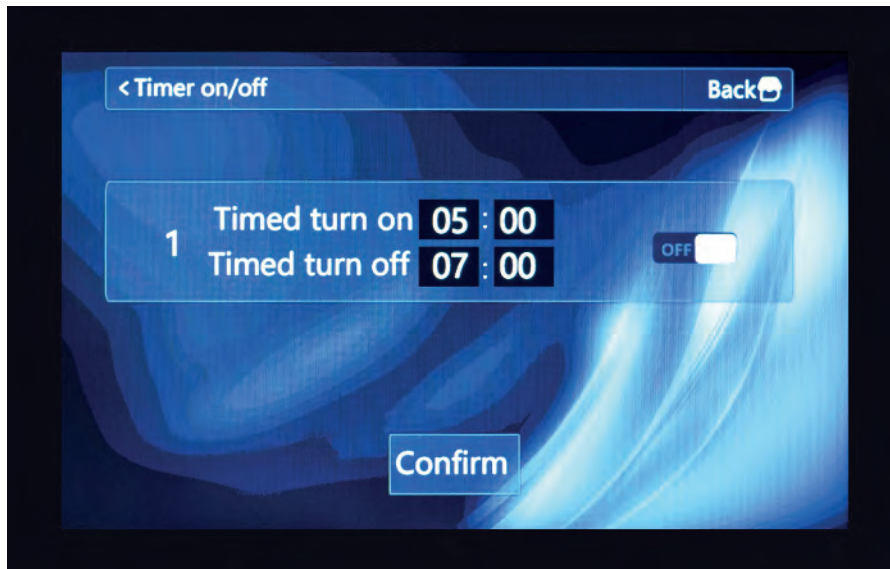 <Timer on/off Back
1
Timed turn on 05:00
Timed turn off 07:00
OFF
Confirm